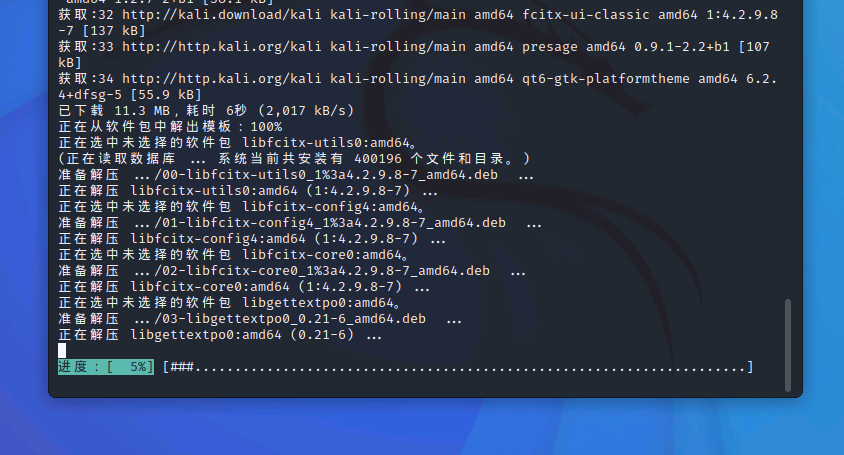 获取:32 http://kali.download/kali kali-rolling/main amd64 fcitx-ui-classic amd64 1:4.2.9.8
-7 [137 kB]
获取:33 http://http.kali.org/kali kali-rolling/main amd64 presage amd64 0.9.1-2.2+b1 [107
kB]
获取:34 http://http.kali.org/kali kali-rolling/main amd64 qt6-gtk-platformtheme amd64 6.2.
4+dfsg-5 [55.9 kB]
已下载 11.3 MB，耗时 6秒 (2,017 kB/s)
正在从软件包中解出模板：100%
正在选中未选择的软件包 libfcitx-utils0:amd64。
(正在读取数据库 ... 系统当前共安装有 400196 个文件和目录。)
准备解压 .../00-libfcitx-utils0_1%3a4.2.9.8-7_amd64.deb  ...
正在解压 libfcitx-utils0:amd64 (1:4.2.9.8-7) ...
正在选中未选择的软件包 libfcitx-config4:amd64。
准备解压 .../01-libfcitx-config4_1%3a4.2.9.8-7_amd64.deb  ...
正在解压 libfcitx-config4:amd64 (1:4.2.9.8-7) ...
正在选中未选择的软件包 libfcitx-core0:amd64。
准备解压 .../02-libfcitx-core0_1%3a4.2.9.8-7_amd64.deb  ...
正在解压 libfcitx-core0:amd64 (1:4.2.9.8-7) ...
正在选中未选择的软件包 libgettextpo0:amd64。
准备解压 .../03-libgettextpo0_0.21-6_amd64.deb  ...
正在解压 libgettextpo0:amd64 (0.21-6) ...
进度：[  5%] [###.....................................................................]